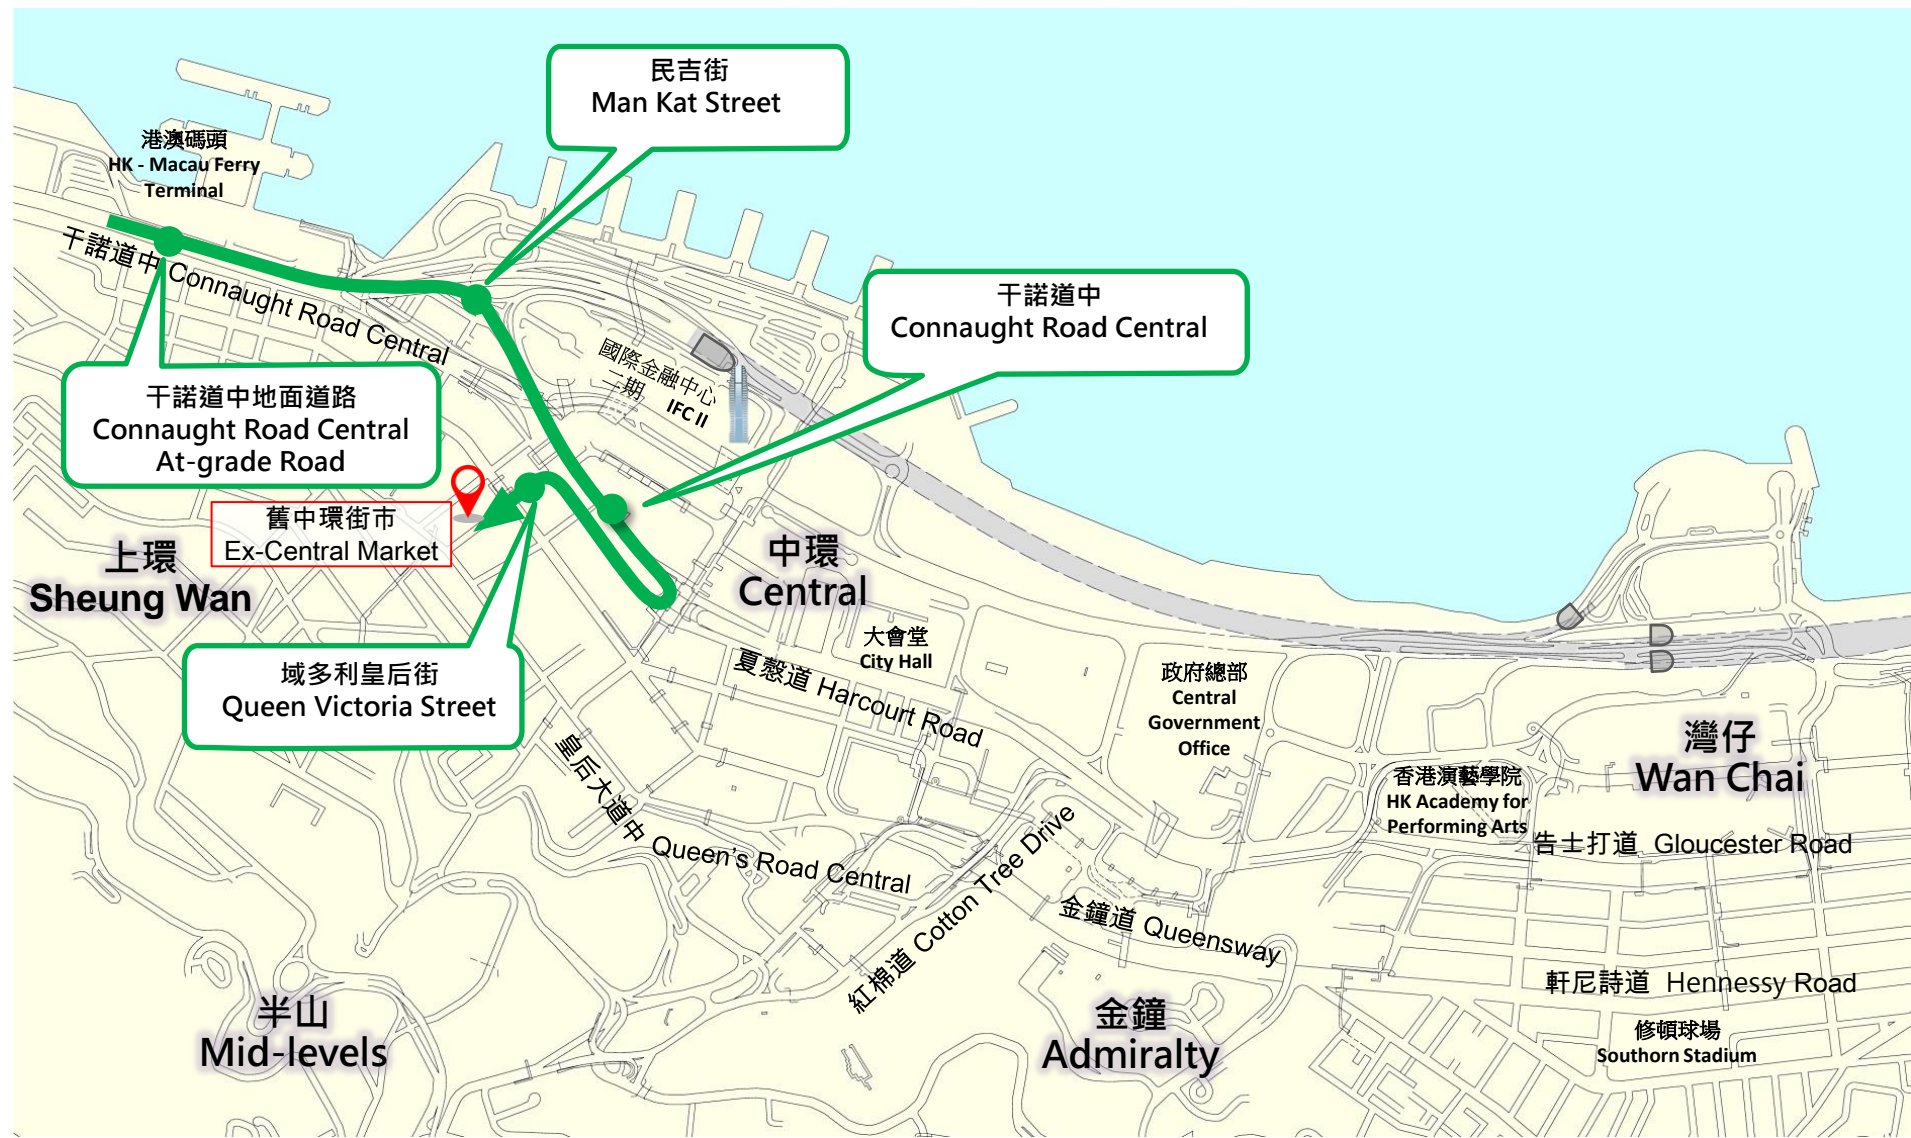 民吉街
Man Kat Street
港澳碼頭
HK - Macau Ferry
Terminal
干諾道中 Connaught Road Central
干諾道中
Connaught Road Central
國際金融中心
二期 IFC II
干諾道中地面道路
Connaught Road Central
At-grade Road
舊中環街市
Ex-Central Market
上環
Sheung Wan
中環
Central
大會堂
City Hall
域多利皇后街
Queen Victoria Street
夏慤道 Harcourt Road
政府總部
Central
Government
Office
灣仔
Wan Chai
皇后大道中 Queen's Road Central
香港演藝學院
HK Academy for
Performing Arts
告士打道 Gloucester Road
紅棉道 Cotton Tree Drive
金鐘道 Queensway
軒尼詩道 Hennessy Road
半山
Mid-levels
金鐘
Admiralty
修頓球場
Southorn Stadium